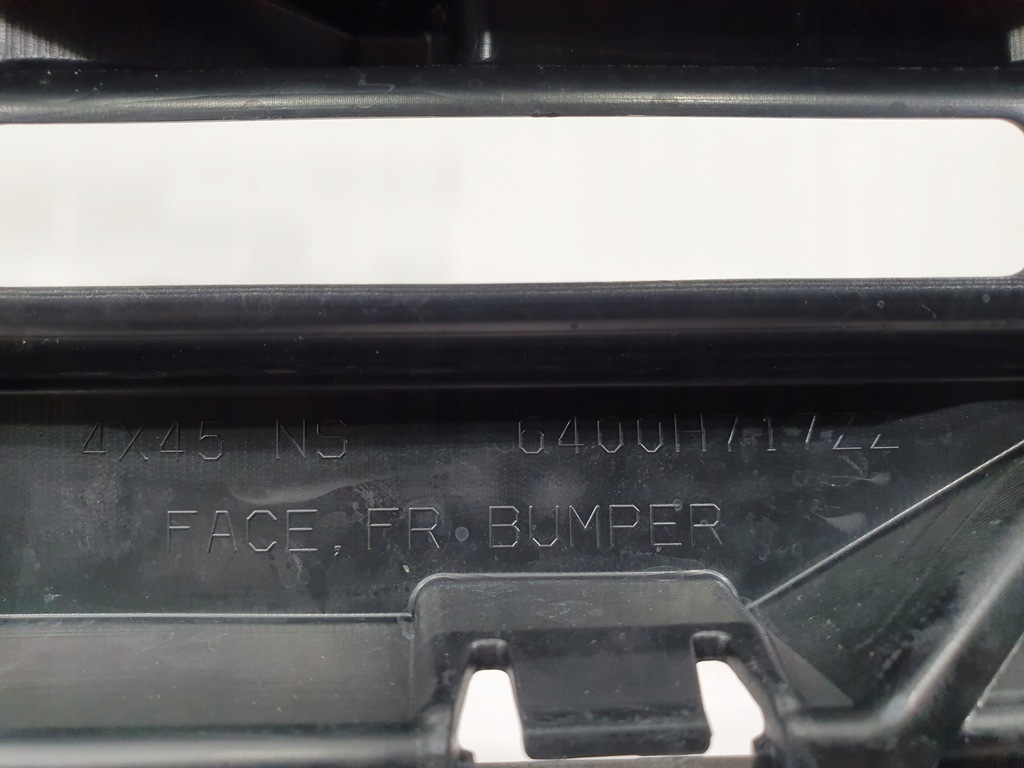 4X45 NS 6400H717ZZ
FACE, FR BUMPER